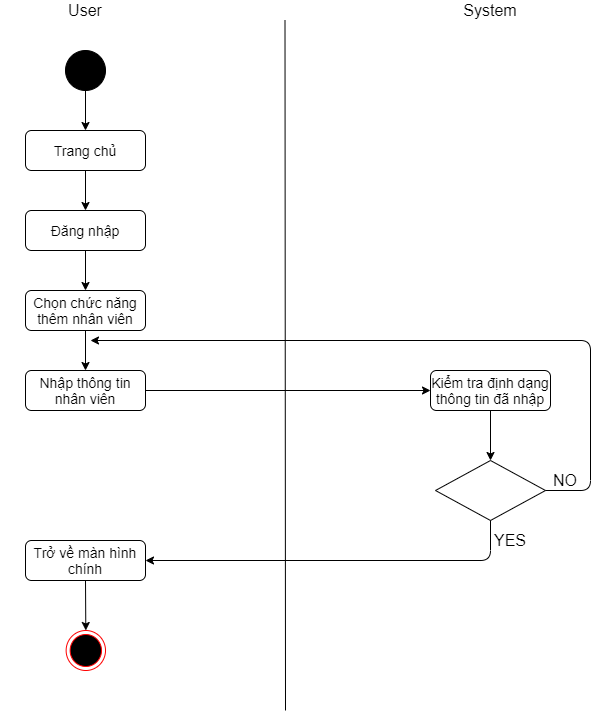 User
System
Trang chủ
Đăng nhập
Chọn chức năng
thêm nhân viên
Nhập thông tin
nhân viên
Kiểm tra định dạng
thông tin đã nhập
NO
YES
Trở về màn hình
chính